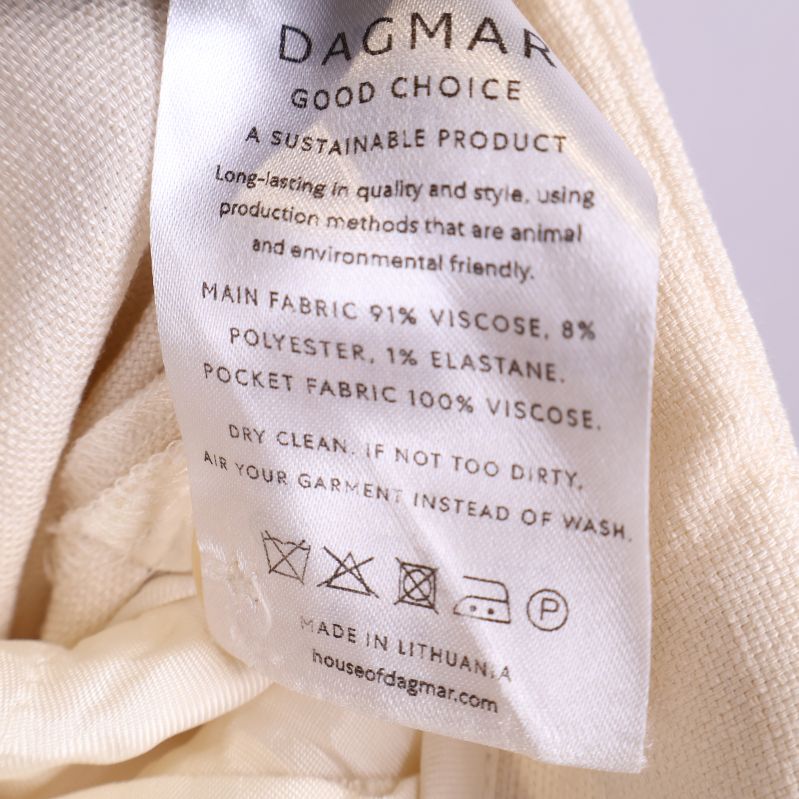 DAGMAR
GOOD CHOICE
A SUSTAINABLE PRODUCT
Long-lasting in quality and style, using
production methods that are animal
and environmental friendly.
MAIN FABRIC 91% VISCOSE, 8%
POLYESTER, 1% ELASTANE.
POCKET FABRIC 100% VISCOSE.
DRY CLEAN. IF NOT TOO DIRTY,
AIR YOUR GARMENT INSTEAD OF WASH.
P
MADE IN LITHUANIA
houseofdagmar.com